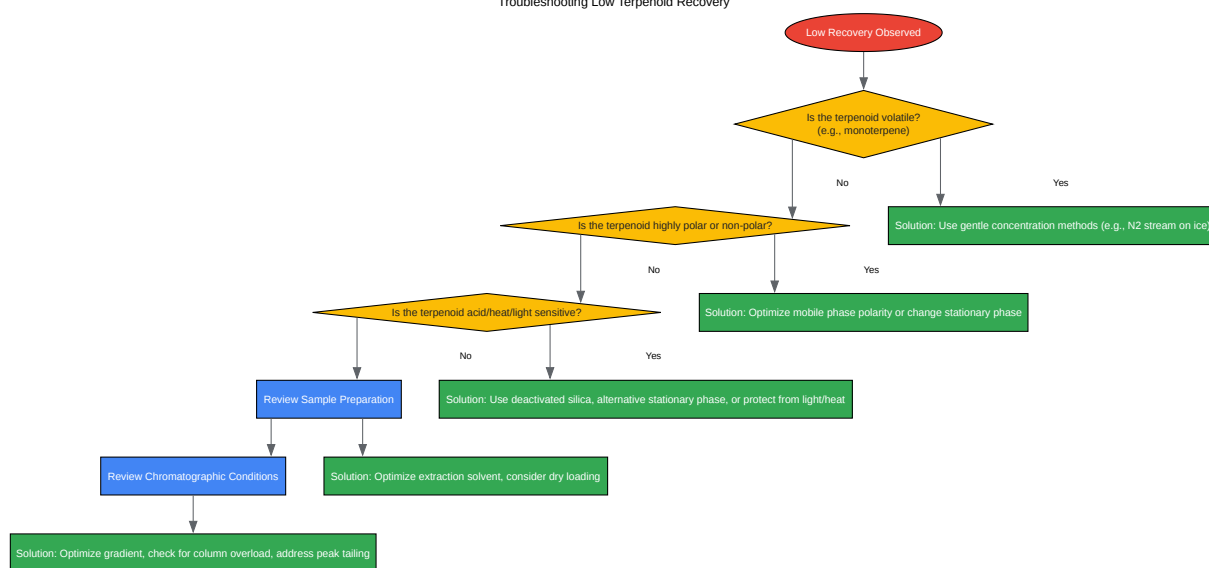 Troubleshooting Low Terpenoid Recovery
Low Recovery Observed
Is the terpenoid volatile?
(e.g., monoterpene)
No
Yes
Is the terpenoid highly polar or non-polar?
Solution: Use gentle concentration methods (e.g., N2 stream on ice)
No
Yes
Is the terpenoid acid/heat/light sensitive?
Solution: Optimize mobile phase polarity or change stationary phase
No
Yes
Review Sample Preparation
Solution: Use deactivated silica, alternative stationary phase, or protect from light/heat
Review Chromatographic Conditions
Solution: Optimize extraction solvent, consider dry loading
Solution: Optimize gradient, check for column overload, address peak tailing